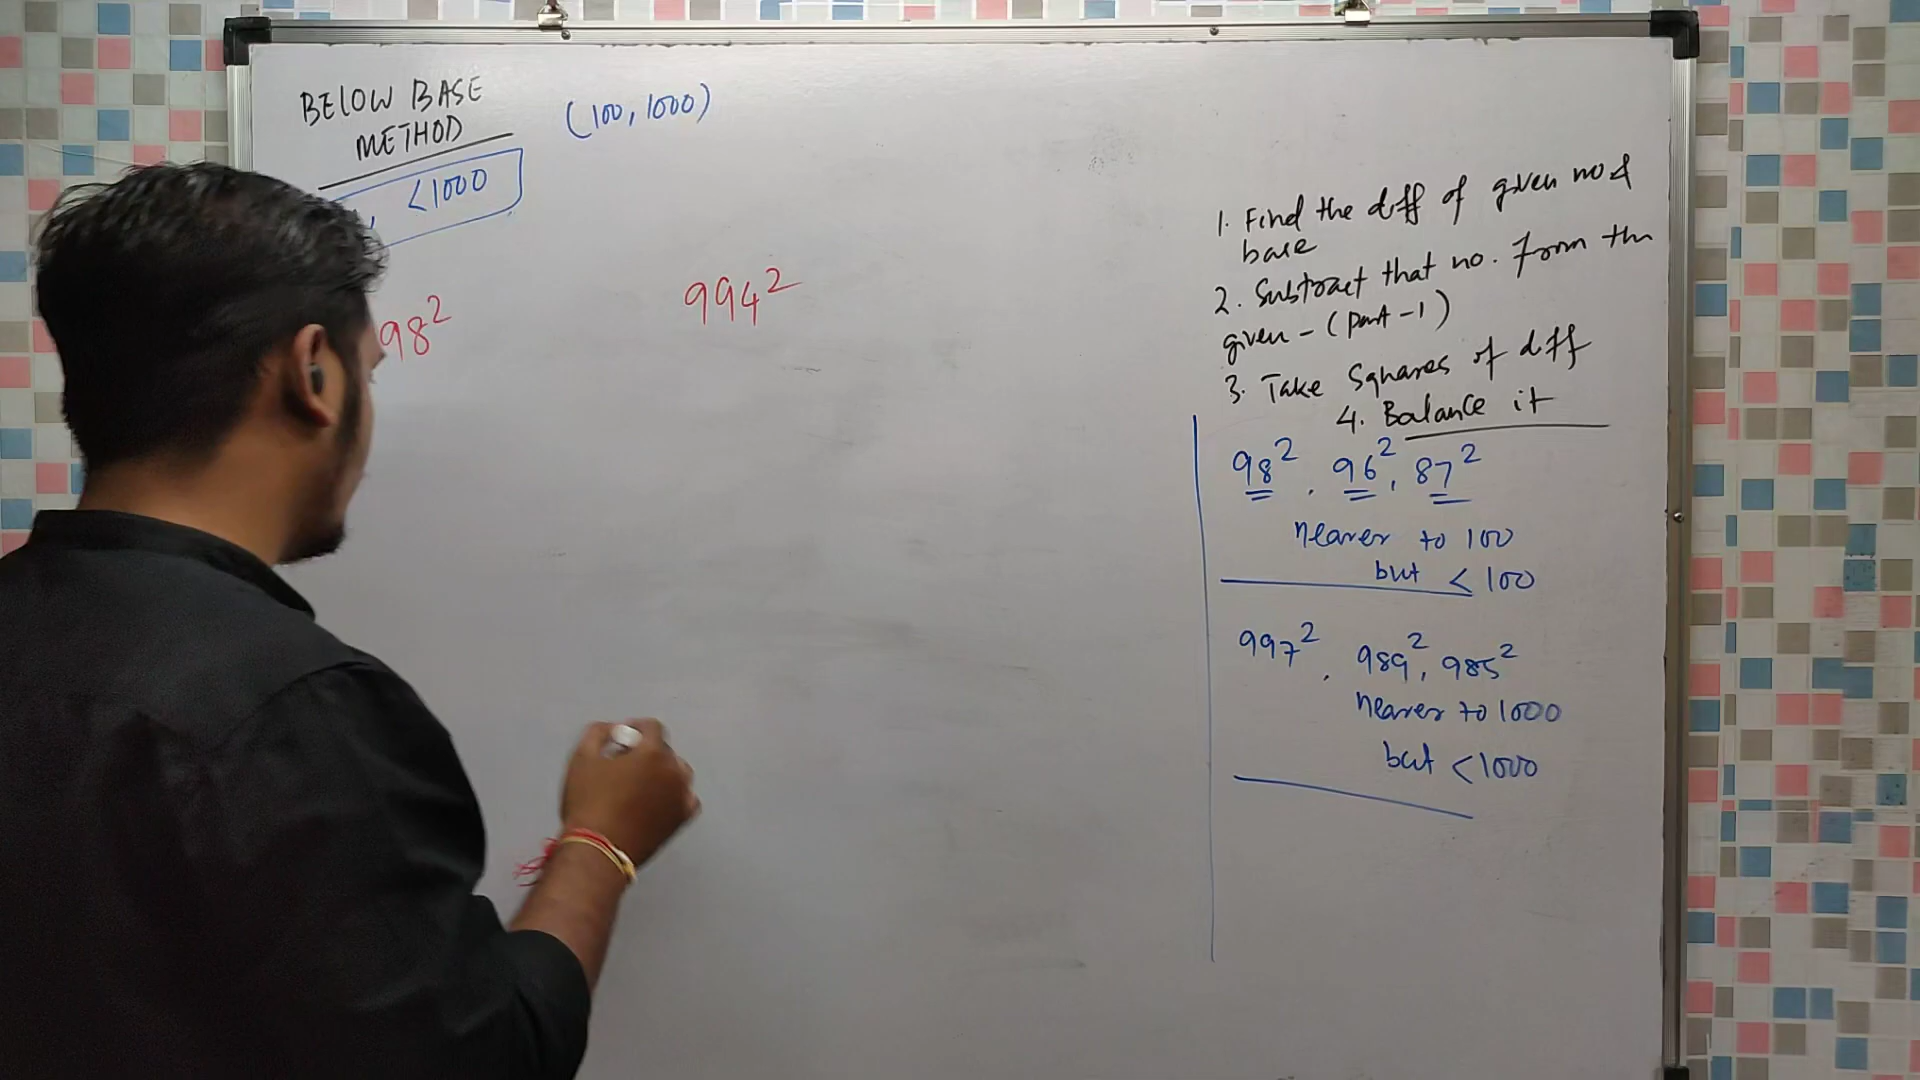 BELOW BASE
METHOD
(100, 1000)
, <1000
98²
994²
1. Find the diff of given no &
base
2. Subtract that no. from the
given - (part -1)
3. Take Squares of diff
4. Balance it
98², 96², 87²
nearer to 100
but < 100
997², 989², 985²
nearer to 1000
but <1000